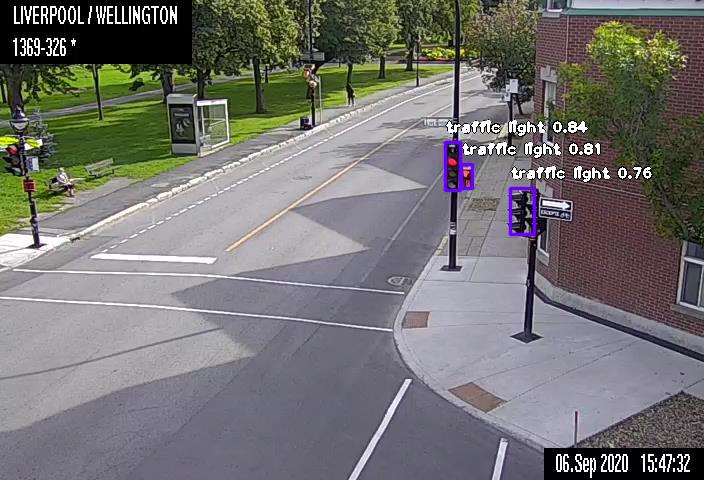 LIVERPOOL / WELLINGTON
1369-326 *
traffic light 0.84
traffic light 0.81
traffic light 0.76
EXCEPTÉ
06.Sep 2020 15:47:32